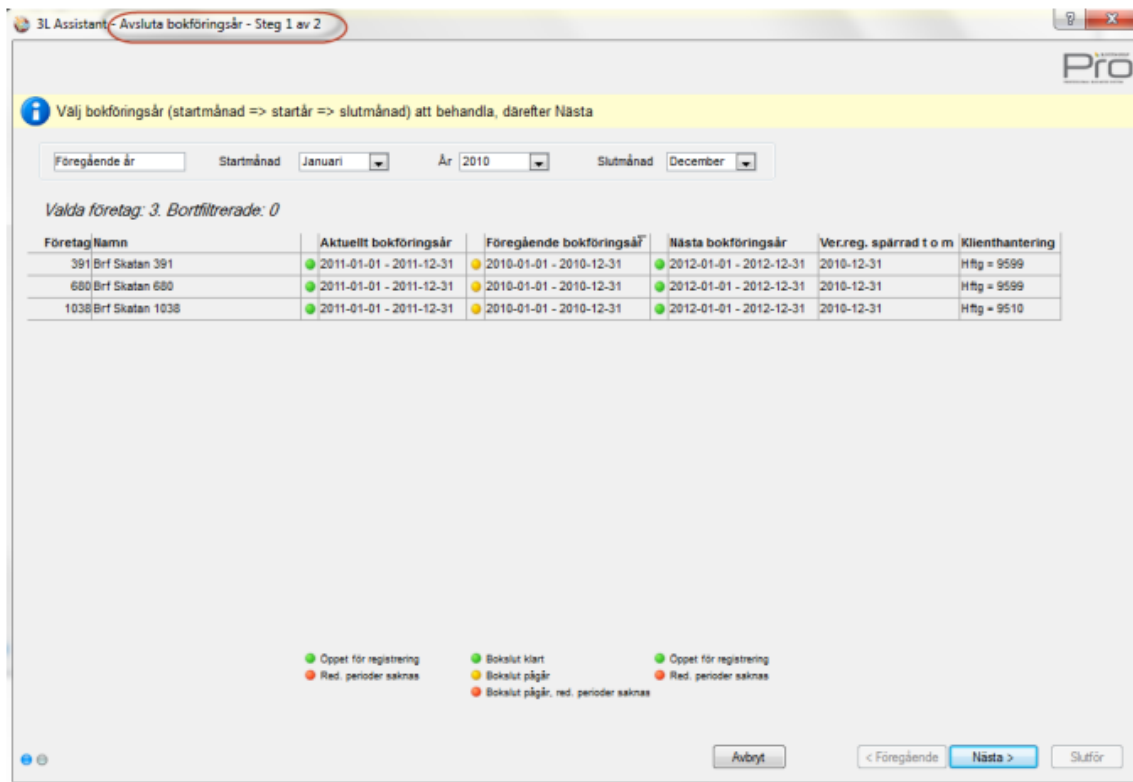 3L Assistant - Avsluta bokföringsår - Steg 1 av 2
Pro
Välj bokföringsår (startmånad => startår => slutmånad) att behandla, därefter Nästa
Föregående år Startmånad Januari År 2010 Slutmånad December
Valda företag: 3. Bortfiltrerade: 0
Företag Namn Aktuellt bokföringsår Föregående bokföringsår Nästa bokföringsår Ver.reg. spärrad t o m Klienthantering
391 Brf Skatan 391 2011-01-01 - 2011-12-31 2010-01-01 - 2010-12-31 2012-01-01 - 2012-12-31 2010-12-31 Hftg = 9599
680 Brf Skatan 680 2011-01-01 - 2011-12-31 2010-01-01 - 2010-12-31 2012-01-01 - 2012-12-31 2010-12-31 Hftg = 9599
1038 Brf Skatan 1038 2011-01-01 - 2011-12-31 2010-01-01 - 2010-12-31 2012-01-01 - 2012-12-31 2010-12-31 Hftg = 9510
Öppet för registrering Bokslut klart Öppet för registrering
Red. perioder saknas Bokslut pågår Red. perioder saknas
Bokslut pågår, red. perioder saknas
Avbryt < Föregående Nästa > Slutför